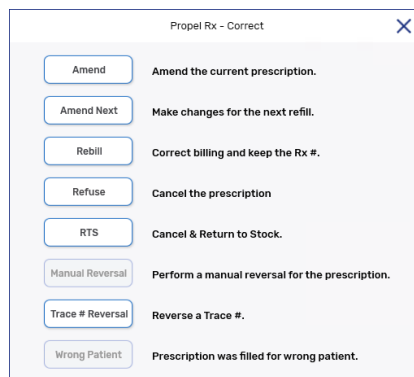 Propel Rx - Correct
Amend Amend the current prescription.
Amend Next Make changes for the next refill.
Rebill Correct billing and keep the Rx #.
Refuse Cancel the prescription
RTS Cancel & Return to Stock.
Manual Reversal Perform a manual reversal for the prescription.
Trace # Reversal Reverse a Trace #.
Wrong Patient Prescription was filled for wrong patient.